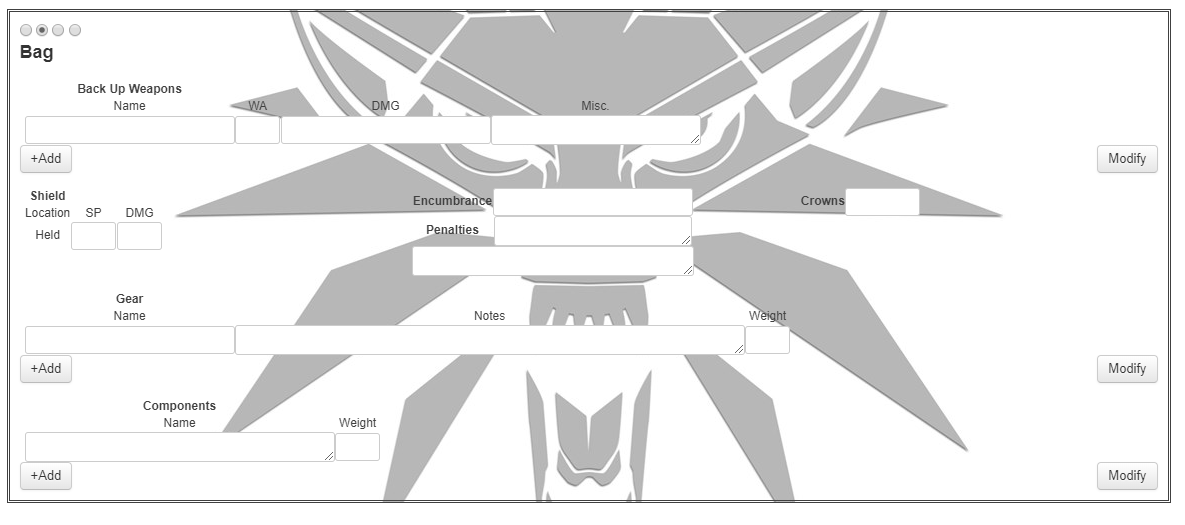 Bag
Back Up Weapons
Name WA DMG Misc.
+Add Modify
Shield
Location SP DMG
Held
Encumbrance Crowns
Penalties
Gear
Name Notes Weight
+Add Modify
Components
Name Weight
+Add Modify